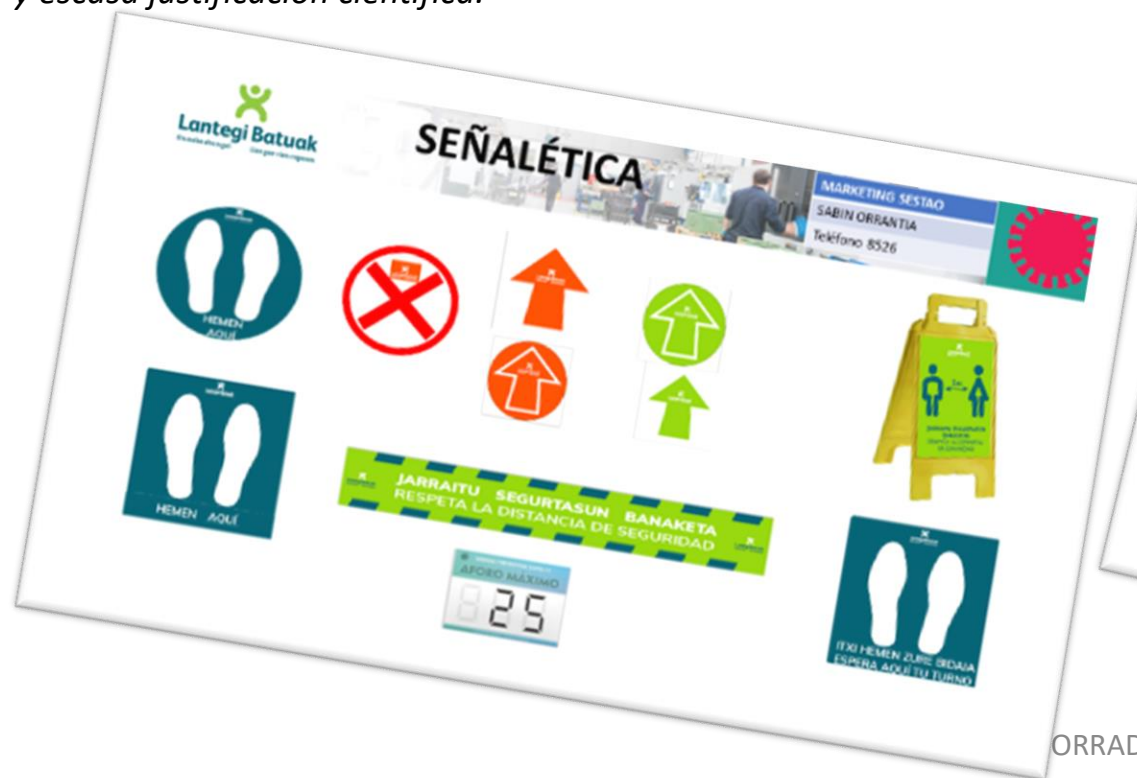 y escasa justificación científica.
Lantegi Batuak
SEÑALÉTICA
MARKETING SESTAO
SABIN ORRANTIA
Teléfono 8526
HEMEN
AQUÍ
HEMEN AQUÍ
JARRAITU SEGURTASUN BANAKETA
RESPETA LA DISTANCIA DE SEGURIDAD
AFORO MÁXIMO
25
ITXI HEMEN ZURE BIDAIA
ESPERA AQUÍ TU TURNO
ORRAD